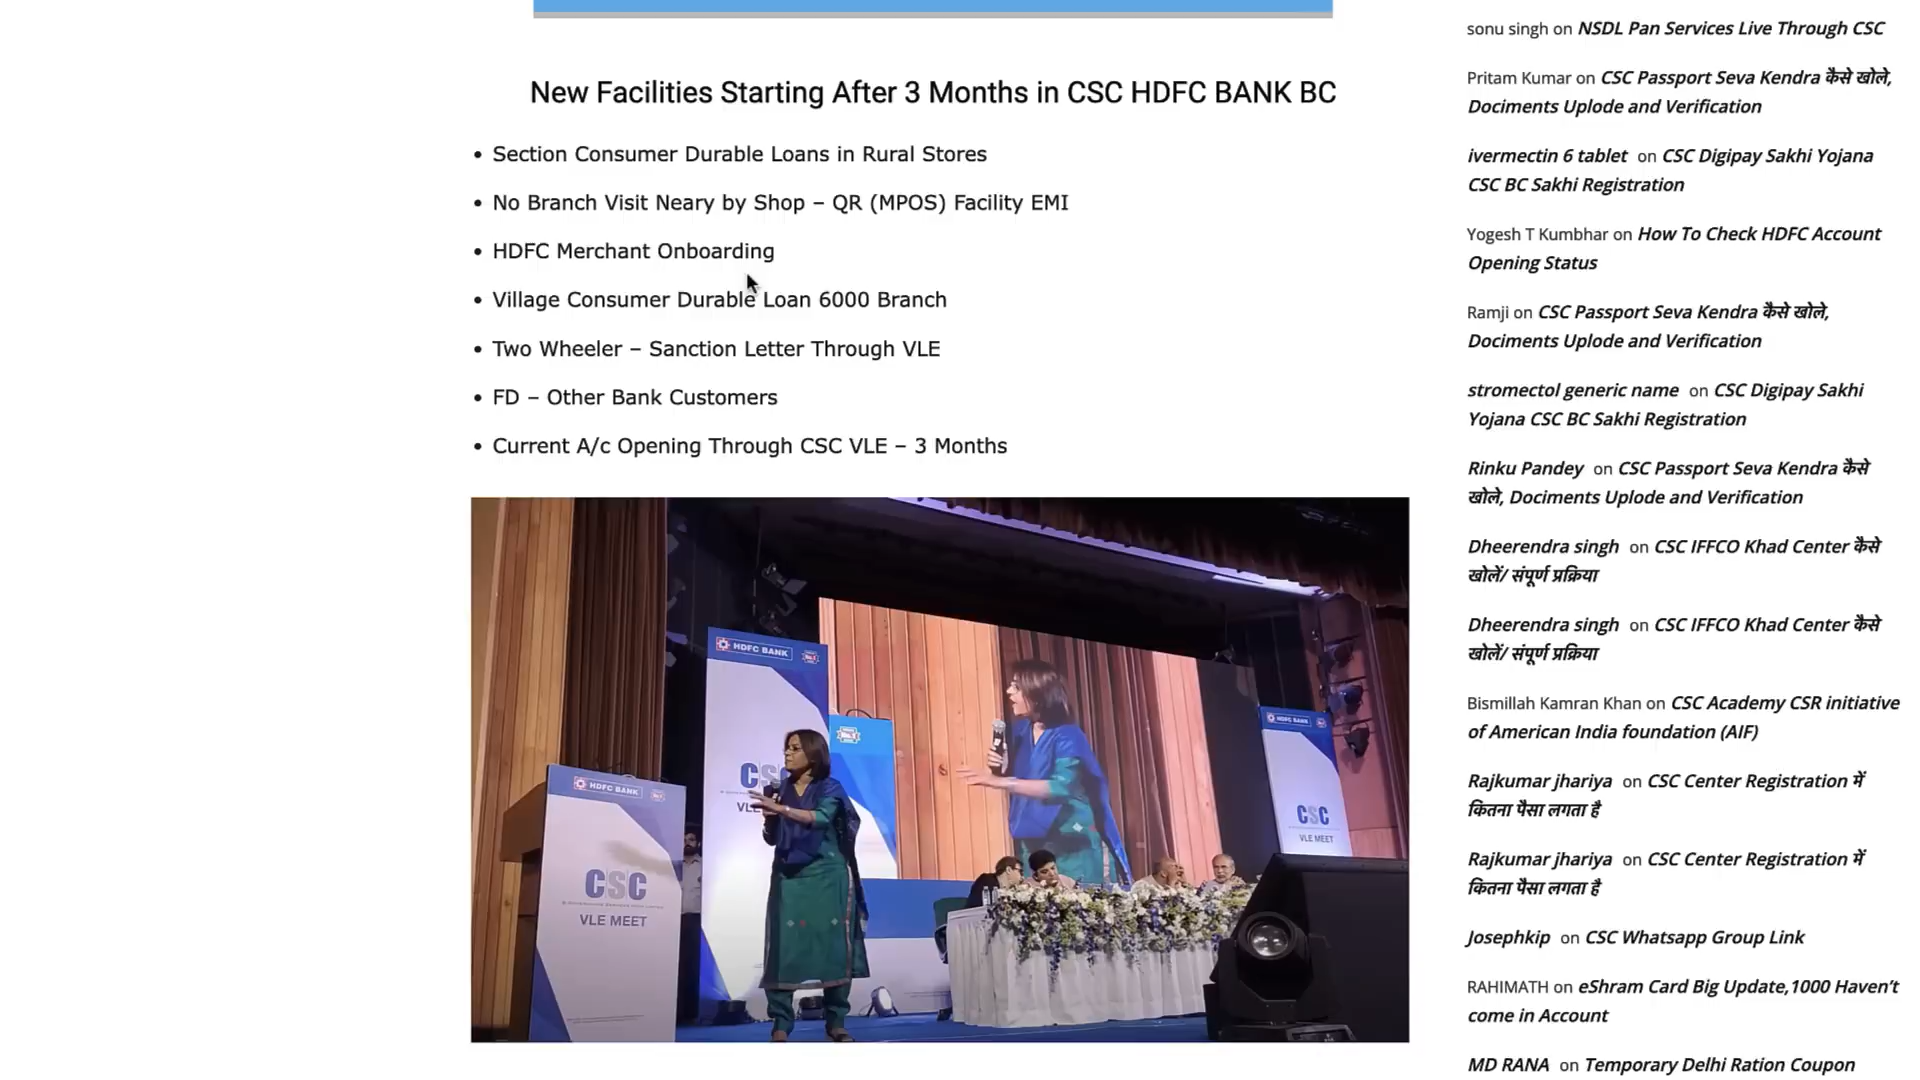 New Facilities Starting After 3 Months in CSC HDFC BANK BC
• Section Consumer Durable Loans in Rural Stores
• No Branch Visit Neary by Shop – QR (MPOS) Facility EMI
• HDFC Merchant Onboarding
• Village Consumer Durable Loan 6000 Branch
• Two Wheeler – Sanction Letter Through VLE
• FD – Other Bank Customers
• Current A/c Opening Through CSC VLE – 3 Months
HDFC BANK
HDFC BANK
HDFC BANK
CSC
VLE MEET
CSC
VLE MEET
sonu singh on NSDL Pan Services Live Through CSC
Pritam Kumar on CSC Passport Seva Kendra कैसे खोले,
Dociments Uplode and Verification
ivermectin 6 tablet on CSC Digipay Sakhi Yojana
CSC BC Sakhi Registration
Yogesh T Kumbhar on How To Check HDFC Account
Opening Status
Ramji on CSC Passport Seva Kendra कैसे खोले,
Dociments Uplode and Verification
stromectol generic name on CSC Digipay Sakhi
Yojana CSC BC Sakhi Registration
Rinku Pandey on CSC Passport Seva Kendra कैसे
खोले, Dociments Uplode and Verification
Dheerendra singh on CSC IFFCO Khad Center कैसे
खोलें/ संपूर्ण प्रक्रिया
Dheerendra singh on CSC IFFCO Khad Center कैसे
खोलें/ संपूर्ण प्रक्रिया
Bismillah Kamran Khan on CSC Academy CSR initiative
of American India foundation (AIF)
Rajkumar jhariya on CSC Center Registration में
कितना पैसा लगता है
Rajkumar jhariya on CSC Center Registration में
कितना पैसा लगता है
Josephkip on CSC Whatsapp Group Link
RAHIMATH on eShram Card Big Update,1000 Haven't
come in Account
MD RANA on Temporary Delhi Ration Coupon